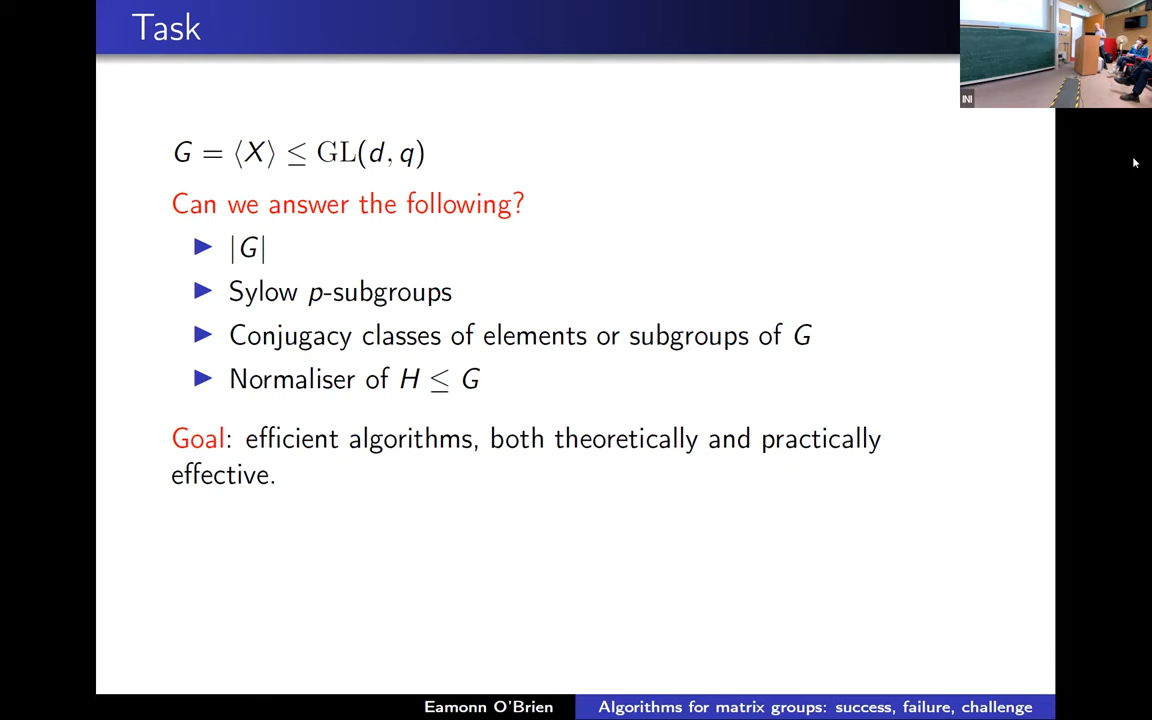 Task
INI
G = ⟨X⟩ ≤ GL(d, q)
Can we answer the following?
▶ |G|
▶ Sylow p-subgroups
▶ Conjugacy classes of elements or subgroups of G
▶ Normaliser of H ≤ G
Goal: efficient algorithms, both theoretically and practically
effective.
Eamonn O'Brien
Algorithms for matrix groups: success, failure, challenge